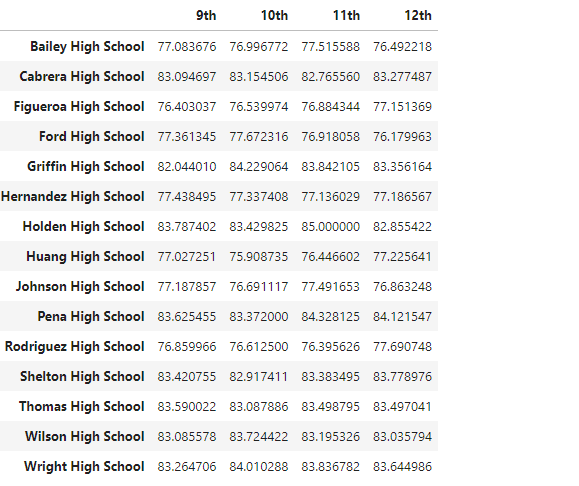 9th 10th 11th 12th
Bailey High School 77.083676 76.996772 77.515588 76.492218
Cabrera High School 83.094697 83.154506 82.765560 83.277487
Figueroa High School 76.403037 76.539974 76.884344 77.151369
Ford High School 77.361345 77.672316 76.918058 76.179963
Griffin High School 82.044010 84.229064 83.842105 83.356164
Hernandez High School 77.438495 77.337408 77.136029 77.186567
Holden High School 83.787402 83.429825 85.000000 82.855422
Huang High School 77.027251 75.908735 76.446602 77.225641
Johnson High School 77.187857 76.691117 77.491653 76.863248
Pena High School 83.625455 83.372000 84.328125 84.121547
Rodriguez High School 76.859966 76.612500 76.395626 77.690748
Shelton High School 83.420755 82.917411 83.383495 83.778976
Thomas High School 83.590022 83.087886 83.498795 83.497041
Wilson High School 83.085578 83.724422 83.195326 83.035794
Wright High School 83.264706 84.010288 83.836782 83.644986